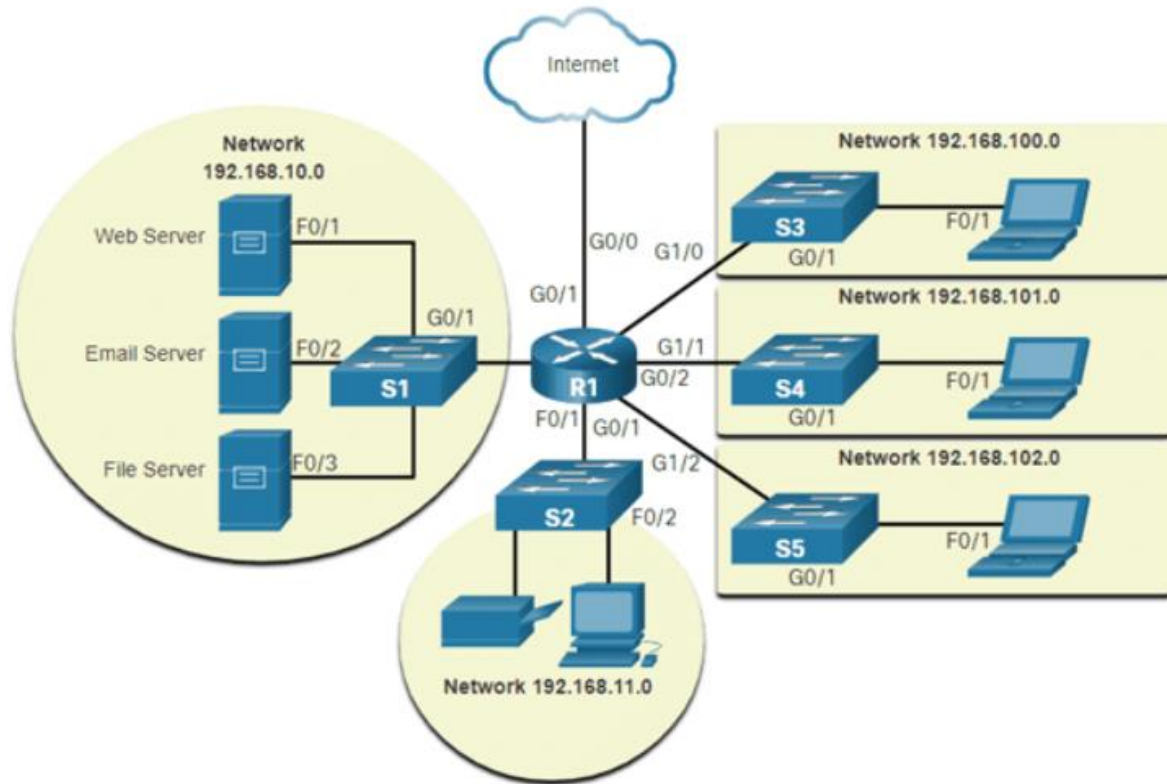 Internet
Network
192.168.10.0
Web Server
F0/1
Email Server
F0/2
File Server
F0/3
G0/1
S1
G0/0
G0/1
R1
G1/0
G1/1
G0/2
F0/1
G0/1
G1/2
S2
F0/2
Network 192.168.11.0
Network 192.168.100.0
S3
F0/1
G0/1
Network 192.168.101.0
S4
F0/1
G0/1
Network 192.168.102.0
S5
F0/1
G0/1